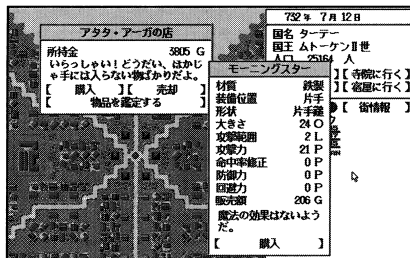 732年 7月12日
国名 ターテー
国王 ムトーケンⅡ世
人口 25164 人
】【 寺院に行く】
】【 宿屋に行く】
【 街情報 】
アタタ・アーガの店
所持金 3805 G
いらっしゃい！どうだい、ほかじ
ゃ手には入らない物ばかりだよ。
【 購入 】【 売却
【 物品を鑑定する
モーニングスター
材質 鉄製
装備位置 片手
形状 片手鎚
大きさ 24 O
攻撃範囲 2 L
攻撃力 21 P
命中率修正 0 P
防御力 0 P
回避力 0 P
販売額 206 G
魔法の効果はないよう
だ。
【 購入 】